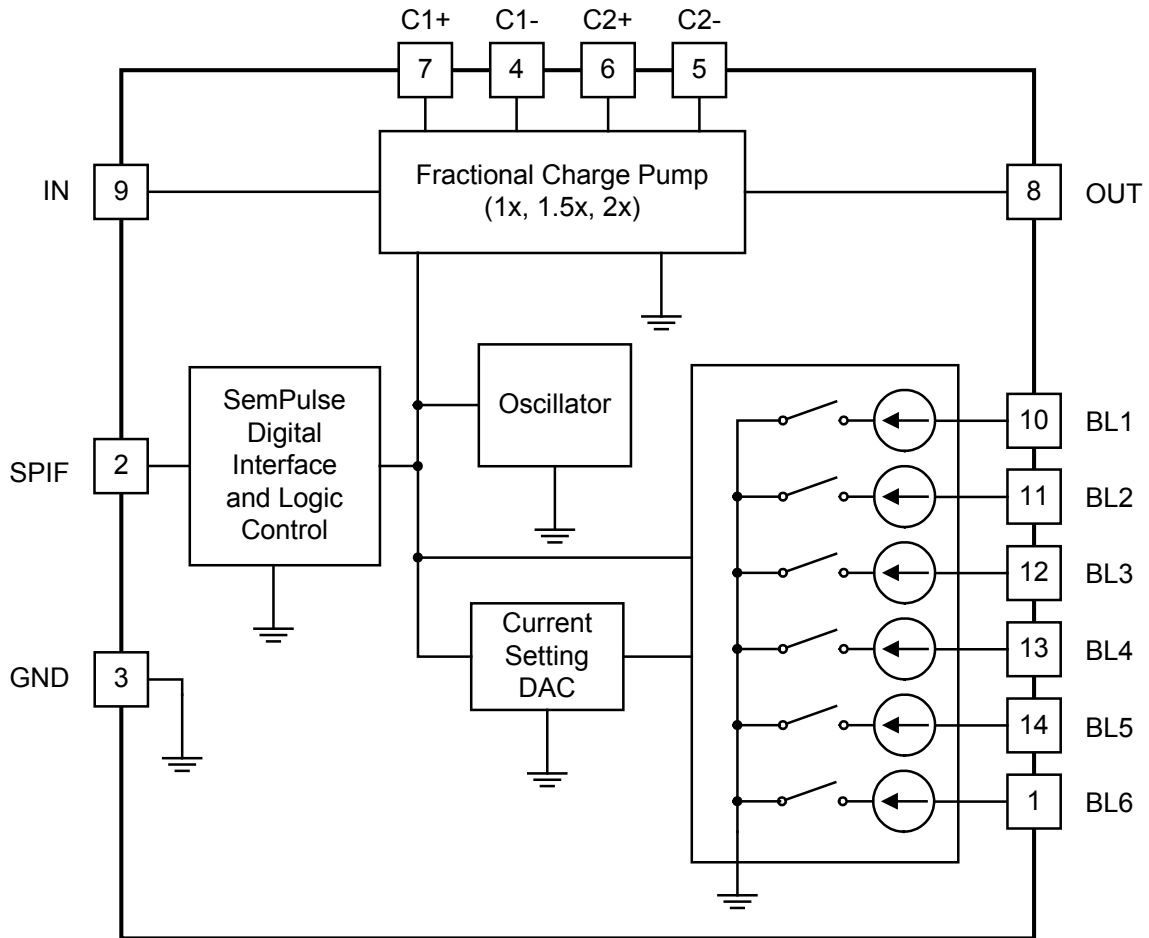 C1+ C1- C2+ C2-
7 4 6 5
Fractional Charge Pump
(1x, 1.5x, 2x)
IN 9
8 OUT
SemPulse
Digital
Interface
and Logic
Control
Oscillator
SPIF 2
10 BL1
11 BL2
12 BL3
13 BL4
14 BL5
1 BL6
Current
Setting
DAC
GND 3